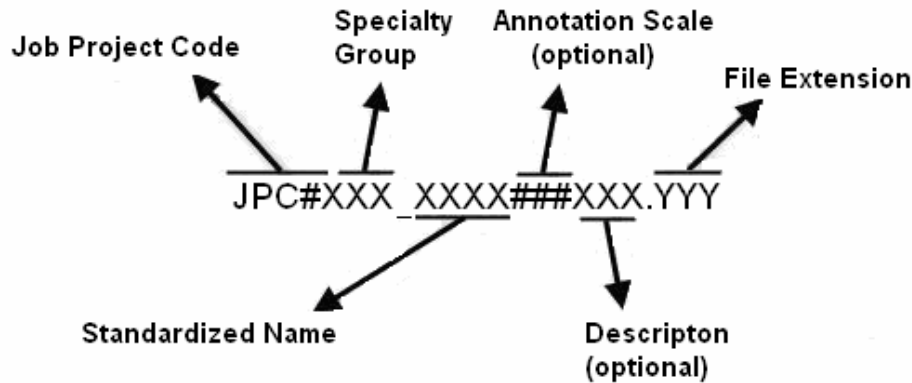 Job Project Code
Specialty
Group
Annotation Scale
(optional)
File Extension
JPC#XXX_XXXX###XXX.YYY
Standardized Name
Descripton
(optional)